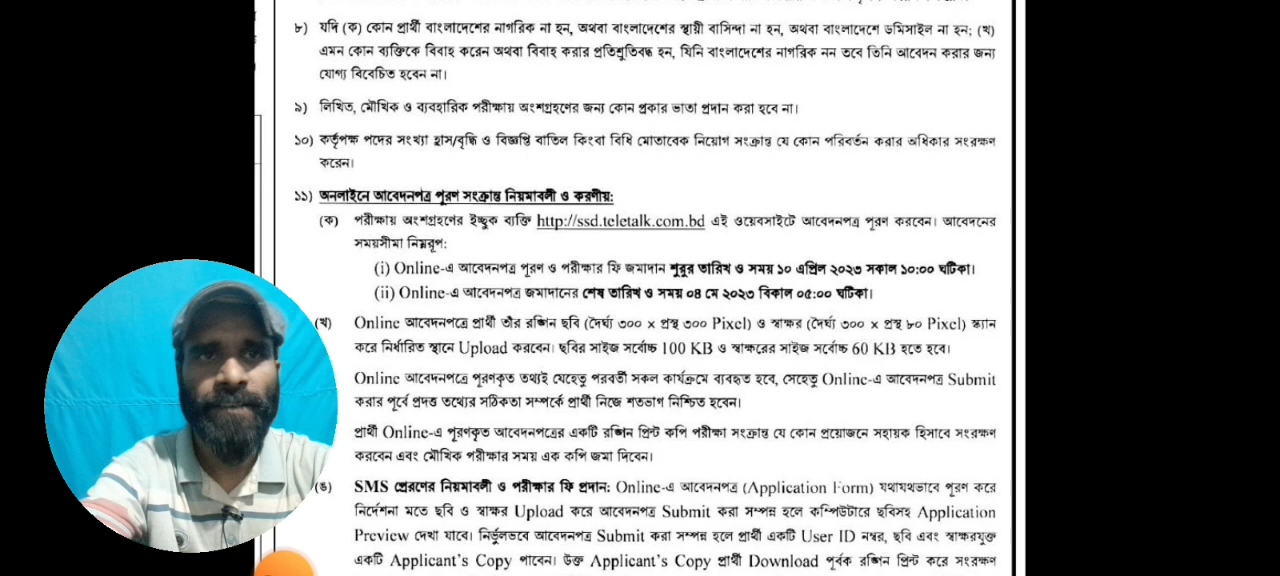 ৮) যদি (ক) কোন প্রার্থী বাংলাদেশের নাগরিক না হন, অথবা বাংলাদেশের স্থায়ী বাসিন্দা না হন, অথবা বাংলাদেশে ডমিসাইল না হন; (খ)
এমন কোন ব্যক্তিকে বিবাহ করেন অথবা বিবাহ করার প্রতিশ্রুতিবদ্ধ হন, যিনি বাংলাদেশের নাগরিক নন তবে তিনি আবেদন করার জন্য
যোগ্য বিবেচিত হবেন না।
৯) লিখিত, মৌখিক ও ব্যবহারিক পরীক্ষায় অংশগ্রহণের জন্য কোন প্রকার ভাতা প্রদান করা হবে না।
১০) কর্তৃপক্ষ পদের সংখ্যা হ্রাস/বৃদ্ধি ও বিজ্ঞপ্তি বাতিল কিংবা বিধি মোতাবেক নিয়োগ সংক্রান্ত যে কোন পরিবর্তন করার অধিকার সংরক্ষণ
করেন।
১১) অনলাইনে আবেদনপত্র পূরণ সংক্রান্ত নিয়মাবলী ও করণীয়:
(ক) পরীক্ষায় অংশগ্রহণের ইচ্ছুক ব্যক্তি http://ssd.teletalk.com.bd এই ওয়েবসাইটে আবেদনপত্র পূরণ করবেন। আবেদনের
সময়সীমা নিম্নরূপ:
(i) Online-এ আবেদনপত্র পূরণ ও পরীক্ষার ফি জমাদান শুরুর তারিখ ও সময় ১০ এপ্রিল ২০২৩ সকাল ১০:০০ ঘটিকা।
(ii) Online-এ আবেদনপত্র জমাদানের শেষ তারিখ ও সময় ০৪ মে ২০২৩ বিকাল ০৫:০০ ঘটিকা।
খ) Online আবেদনপত্রে প্রার্থী তাঁর রঙ্গিন ছবি (দৈর্ঘ্য ৩০০ x প্রস্থ ৩০০ Pixel) ও স্বাক্ষর (দৈর্ঘ্য ৩০০ x প্রস্থ ৮০ Pixel) স্ক্যান
করে নির্ধারিত স্থানে Upload করবেন। ছবির সাইজ সর্বোচ্চ 100 KB ও স্বাক্ষরের সাইজ সর্বোচ্চ 60 KB হতে হবে।
Online আবেদনপত্রে পূরণকৃত তথ্যই যেহেতু পরবর্তী সকল কার্যক্রমে ব্যবহৃত হবে, সেহেতু Online-এ আবেদনপত্র Submit
করার পূর্বে প্রদত্ত তথ্যের সঠিকতা সম্পর্কে প্রার্থী নিজে শতভাগ নিশ্চিত হবেন।
প্রার্থী Online-এ পূরণকৃত আবেদনপত্রের একটি রঙ্গিন প্রিন্ট কপি পরীক্ষা সংক্রান্ত যে কোন প্রয়োজনে সহায়ক হিসাবে সংরক্ষণ
করবেন এবং মৌখিক পরীক্ষার সময় এক কপি জমা দিবেন।
(ঙ) SMS প্রেরণের নিয়মাবলী ও পরীক্ষার ফি প্রদান: Online-এ আবেদনপত্র (Application Form) যথাযথভাবে পূরণ করে
নির্দেশনা মতে ছবি ও স্বাক্ষর Upload করে আবেদনপত্র Submit করা সম্পন্ন হলে কম্পিউটারে ছবিসহ Application
Preview দেখা যাবে। নির্ভুলভাবে আবেদনপত্র Submit করা সম্পন্ন হলে প্রার্থী একটি User ID নম্বর, ছবি এবং স্বাক্ষরযুক্ত
একটি Applicant's Copy পাবেন। উক্ত Applicant's Copy প্রার্থী Download পূর্বক রঙ্গিন প্রিন্ট করে সংরক্ষণ